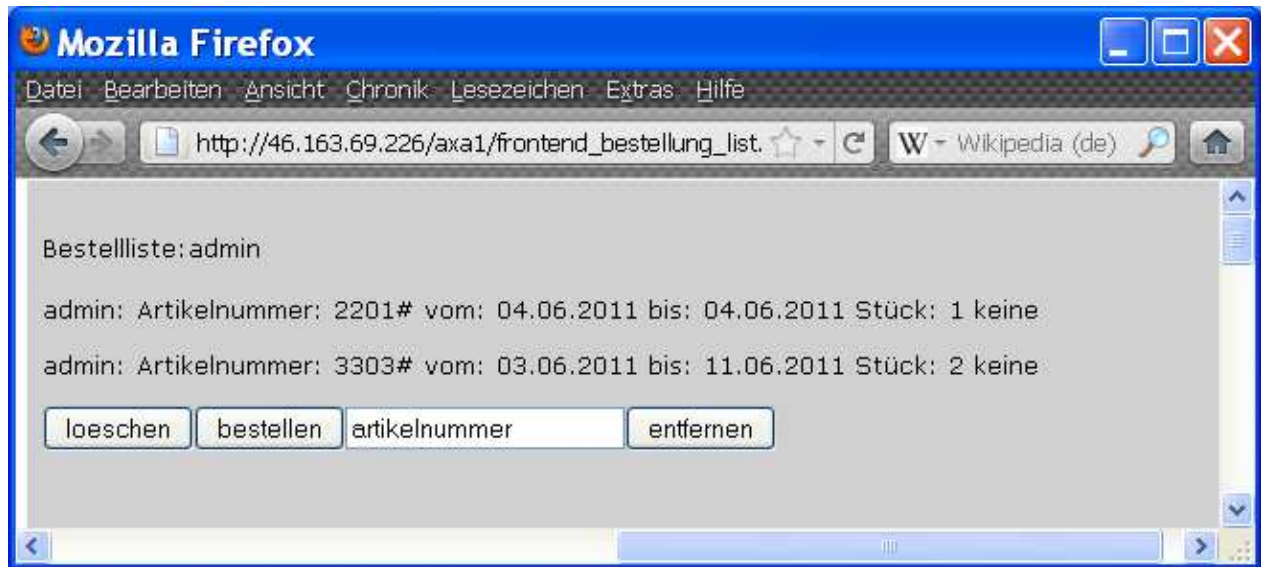 Mozilla Firefox
Datei Bearbeiten Ansicht Chronik Lesezeichen Extras Hilfe
http://46.163.69.226/axa1/frontend_bestellung_list. W Wikipedia (de)
Bestellliste: admin
admin: Artikelnummer: 2201# vom: 04.06.2011 bis: 04.06.2011 Stück: 1 keine
admin: Artikelnummer: 3303# vom: 03.06.2011 bis: 11.06.2011 Stück: 2 keine
loeschen bestellen artikelnummer entfernen